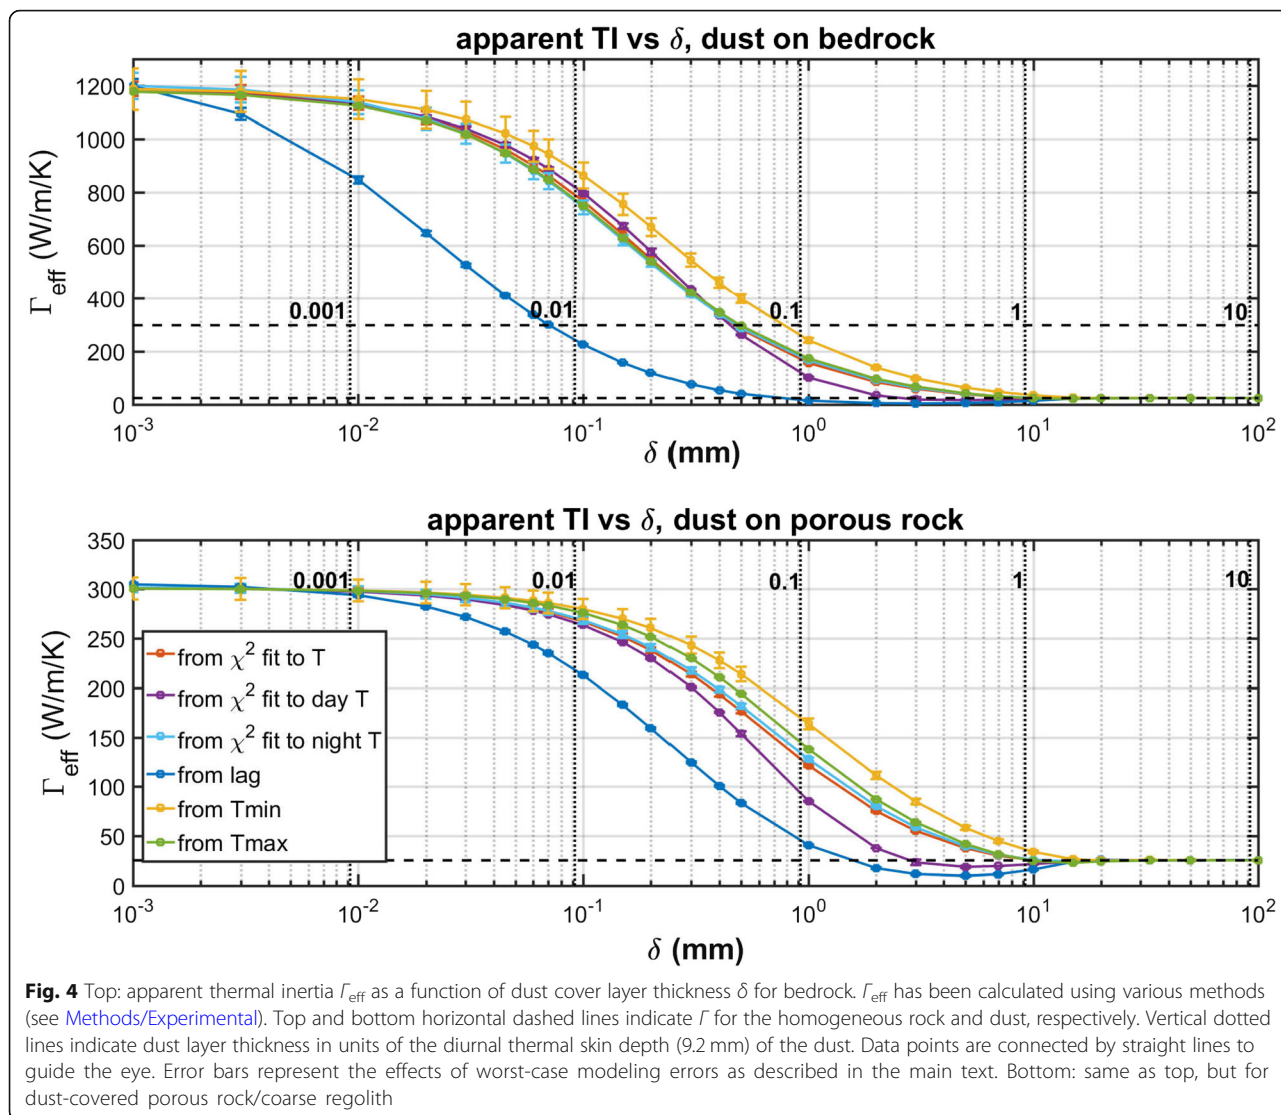 apparent TI vs δ, dust on bedrock
1200
1000
800
600
400
200
0
Γeff (W/m/K)
0.001
0.01
0.1
1
10
10-3
10-2
10-1
100
101
102
δ (mm)
apparent TI vs δ, dust on porous rock
350
300
250
200
150
100
50
0
Γeff (W/m/K)
0.001
0.01
0.1
1
10
from χ2 fit to T
from χ2 fit to day T
from χ2 fit to night T
from lag
from Tmin
from Tmax
10-3
10-2
10-1
100
101
102
δ (mm)
Fig. 4 Top: apparent thermal inertia Γeff as a function of dust cover layer thickness δ for bedrock. Γeff has been calculated using various methods
(see Methods/Experimental). Top and bottom horizontal dashed lines indicate Γ for the homogeneous rock and dust, respectively. Vertical dotted
lines indicate dust layer thickness in units of the diurnal thermal skin depth (9.2 mm) of the dust. Data points are connected by straight lines to
guide the eye. Error bars represent the effects of worst-case modeling errors as described in the main text. Bottom: same as top, but for
dust-covered porous rock/coarse regolith